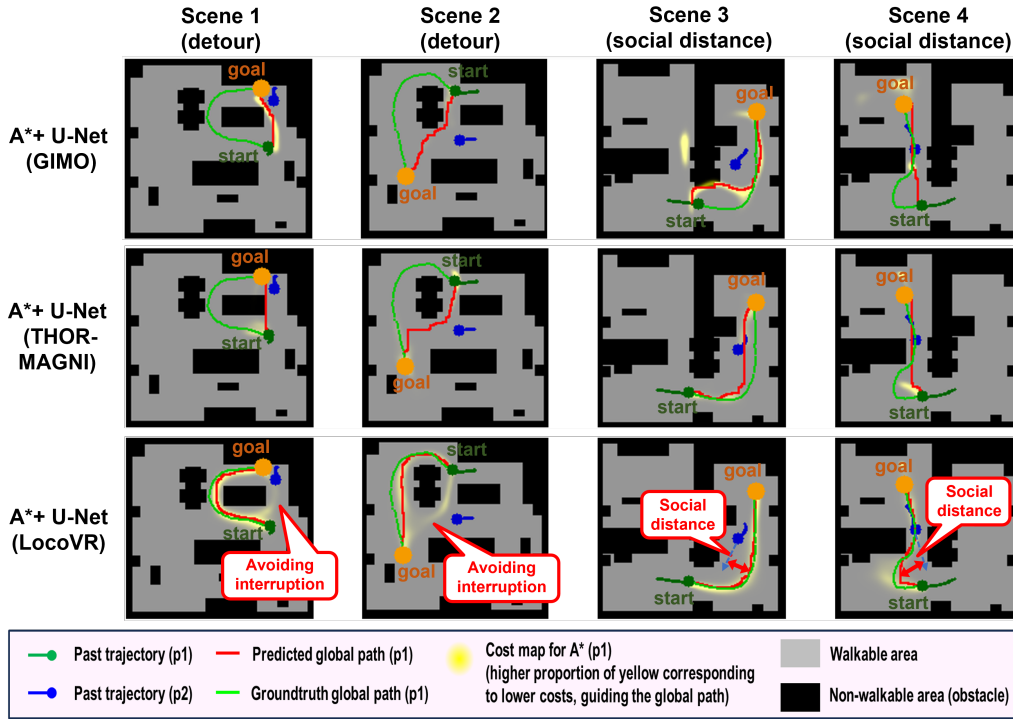 Scene 1
(detour)
Scene 2
(detour)
Scene 3
(social distance)
Scene 4
(social distance)
A*+ U-Net
(GIMO)
goal
start
start
goal
goal
start
goal
start
A*+ U-Net
(THOR-
MAGNI)
goal
start
start
goal
goal
start
goal
start
A*+ U-Net
(LocoVR)
goal
start
Avoiding
interruption
start
goal
Avoiding
interruption
goal
Social
distance
start
goal
Social
distance
start
Past trajectory (p1)
Past trajectory (p2)
Predicted global path (p1)
Groundtruth global path (p1)
Cost map for A* (p1)
(higher proportion of yellow corresponding
to lower costs, guiding the global path)
Walkable area
Non-walkable area (obstacle)